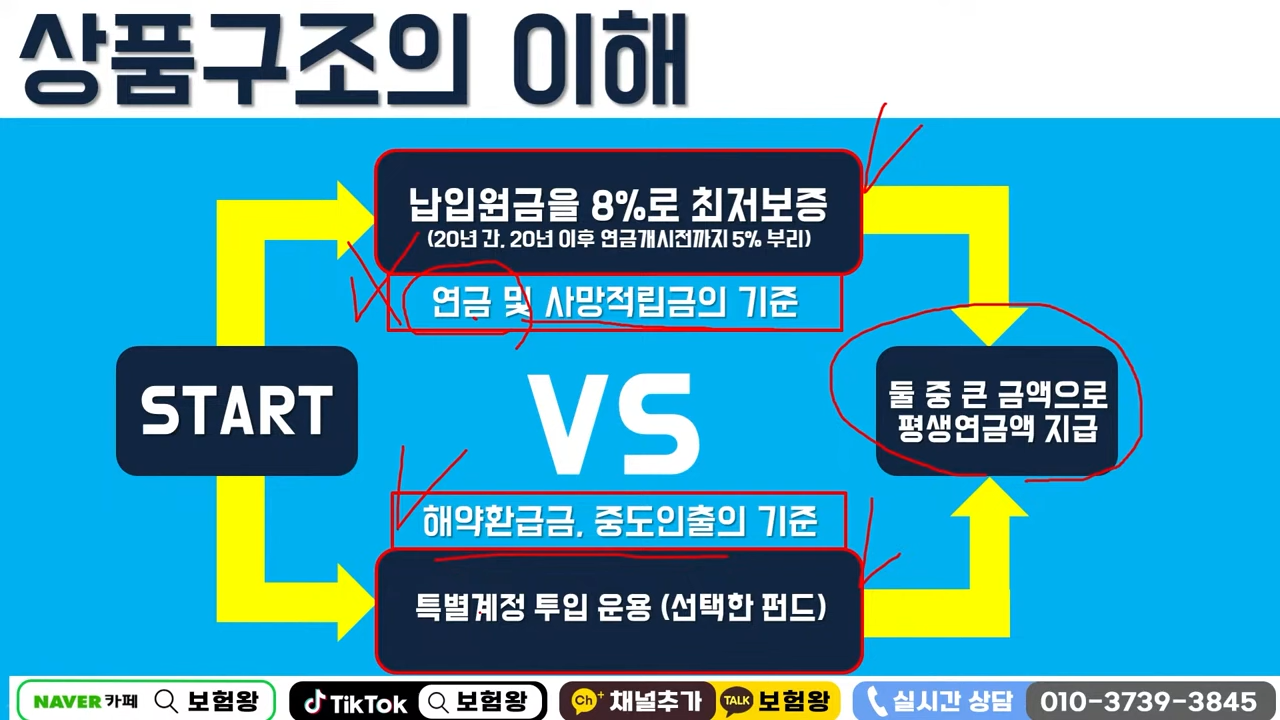 상품구조의 이해
납입원금을 8%로 최저보증
(20년 간, 20년 이후 연금개시전까지 5% 부리)
연금 및 사망적립금의 기준
START
VS
둘 중 큰 금액으로
평생연금액 지급
해약환급금, 중도인출의 기준
특별계정 투입 운용 (선택한 펀드)
NAVER 카페 보험왕
TikTok 보험왕
Ch+ 채널추가 TALK 보험왕
실시간 상담 010-3739-3845